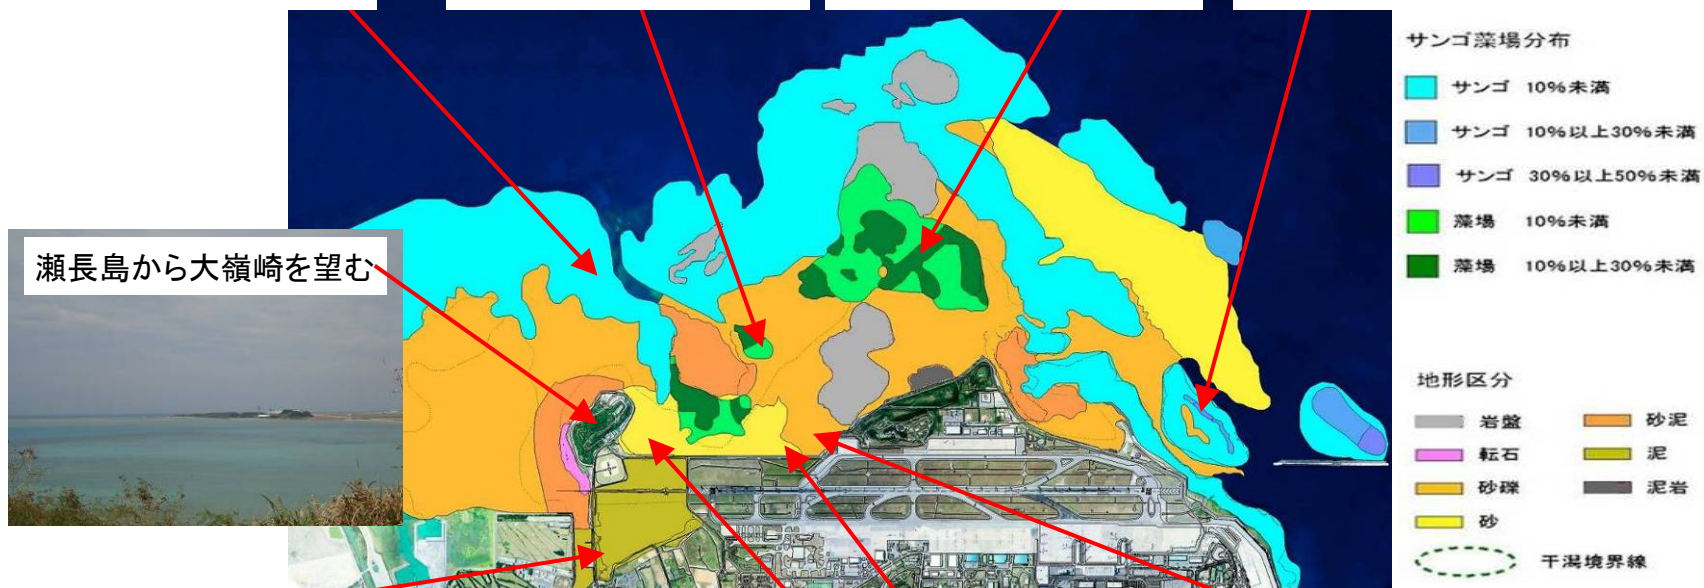 瀬長島から大嶺崎を望む
サンゴ藻場分布
サンゴ 10%未満
サンゴ 10%以上30%未満
サンゴ 30%以上50%未満
藻場 10%未満
藻場 10%以上30%未満
地形区分
岩盤 砂泥
転石 泥
砂礫 泥岩
砂
干潟境界線